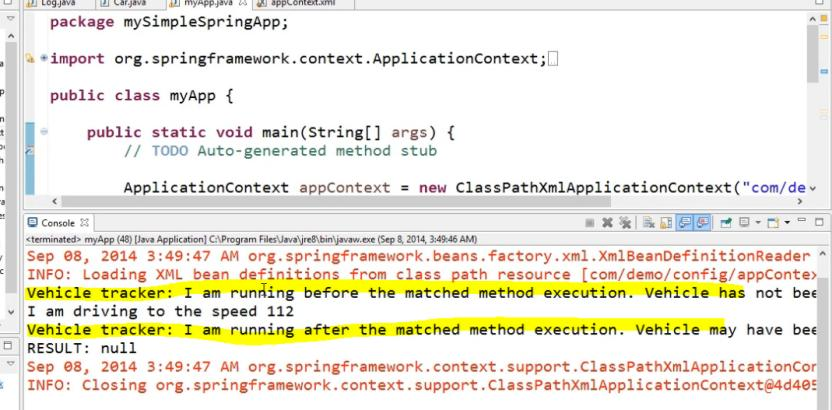 Log.java
Car.java
myApp.java
appContext.xml
package mySimpleSpringApp;
import org.springframework.context.ApplicationContext;
public class myApp {
public static void main(String[] args) {
// TODO Auto-generated method stub
ApplicationContext appContext = new ClassPathXmlApplicationContext("com/de
Console
<terminated> myApp (48) [Java Application] C:\Program Files\Java\jre8\bin\javaw.exe (Sep 8, 2014 3:49:46 AM)
Sep 08, 2014 3:49:47 AM org.springframework.beans.factory.xml.XmlBeanDefinitionReader
INFO: Loading XML bean definitions from class path resource [com/demo/config/appContex
Vehicle tracker: I am running before the matched method execution. Vehicle has not bee
I am driving to the speed 112
Vehicle tracker: I am running after the matched method execution. Vehicle may have bee
RESULT: null
Sep 08, 2014 3:49:47 AM org.springframework.context.support.ClassPathXmlApplicationCon
INFO: Closing org.springframework.context.support.ClassPathXmlApplicationContext@4d405